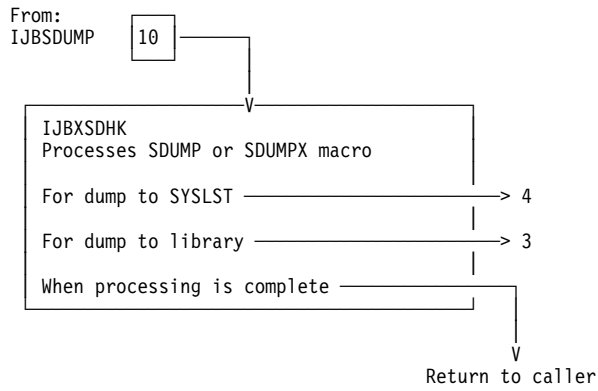 From:
IJBSDUMP 10
IJBXSDHK
Processes SDUMP or SDUMPX macro
For dump to SYSLST > 4
For dump to library > 3
When processing is complete
Return to caller